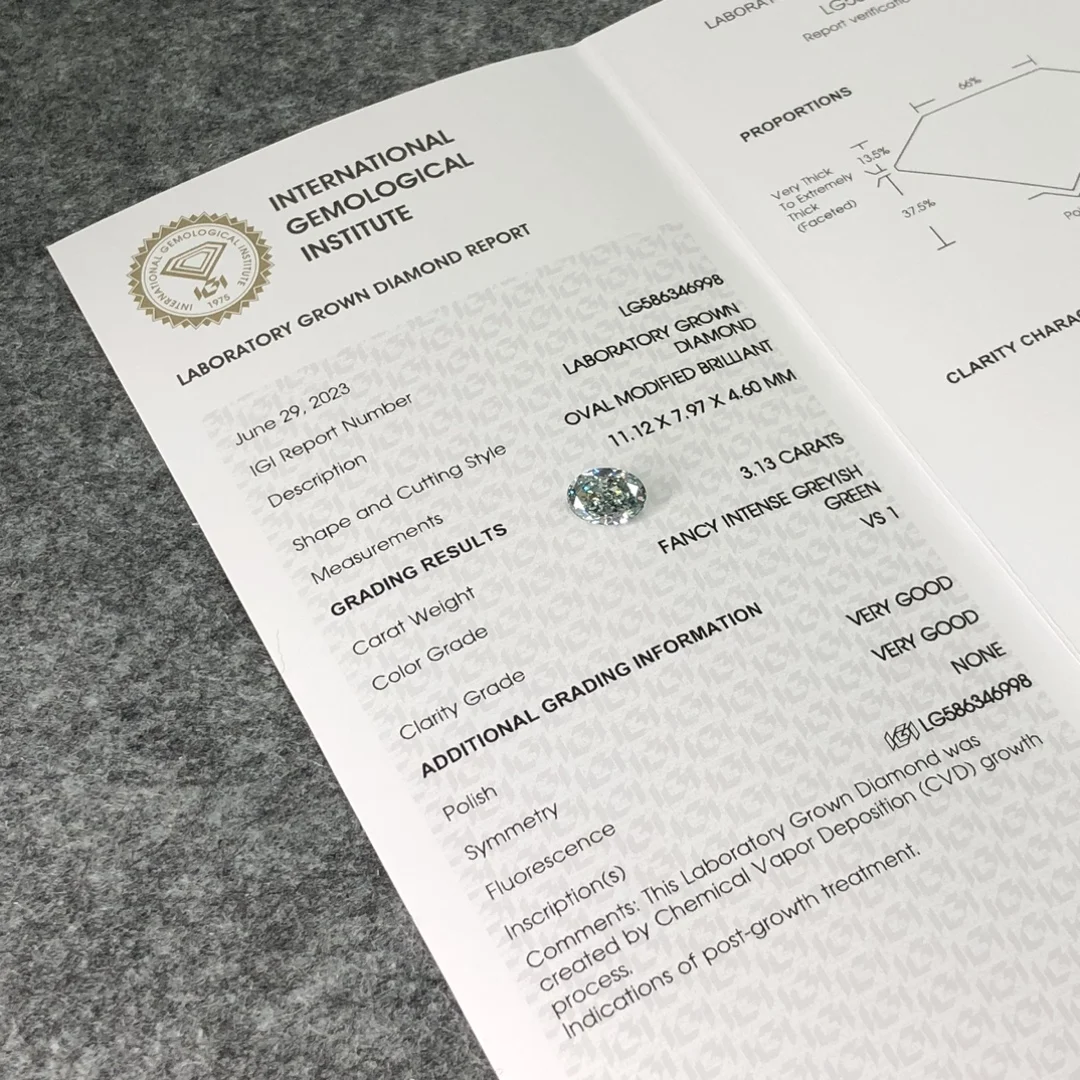 INTERNATIONAL
GEMOLOGICAL
INSTITUTE
INTERNATIONAL GEMOLOGICAL INSTITUTE
IGI
1975
LABORATORY GROWN DIAMOND REPORT
June 29, 2023
IGI Report Number LG586346998
Description LABORATORY GROWN
DIAMOND
Shape and Cutting Style OVAL MODIFIED BRILLIANT
Measurements 11.12 X 7.97 X 4.60 MM
GRADING RESULTS
Carat Weight 3.13 CARATS
Color Grade FANCY INTENSE GREYISH
GREEN
Clarity Grade VS 1
ADDITIONAL GRADING INFORMATION
Polish VERY GOOD
Symmetry VERY GOOD
Fluorescence NONE
Inscription(s) IGI LG586346998
Comments: This Laboratory Grown Diamond was
created by Chemical Vapor Deposition (CVD) growth
process.
Indications of post-growth treatment.
Report
PROPORTIONS
66%
13.5%
Very Thick
To Extremely
Thick
(Faceted)
37.5%
CLARITY